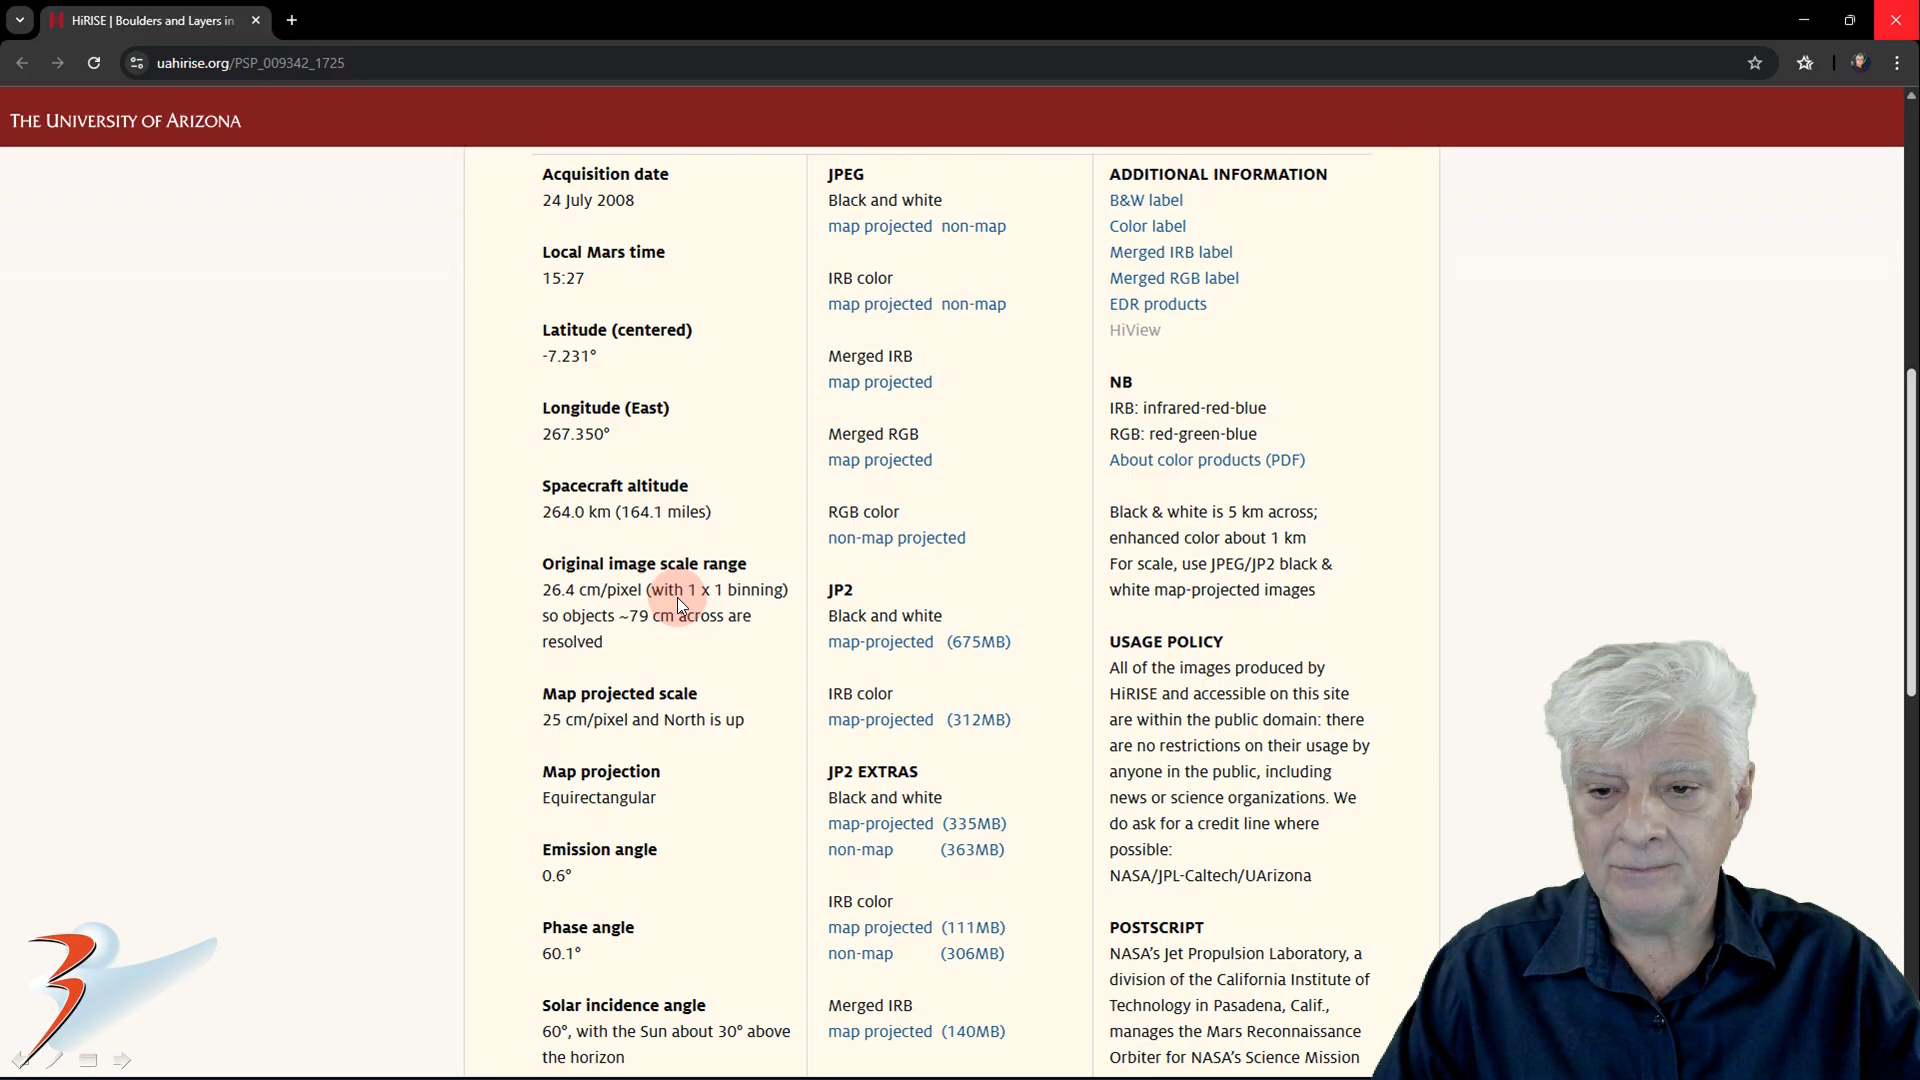 HiRISE | Boulders and Layers in
uahirise.org/PSP_009342_1725
THE UNIVERSITY OF ARIZONA
Acquisition date
24 July 2008
Local Mars time
15:27
Latitude (centered)
-7.231°
Longitude (East)
267.350°
Spacecraft altitude
264.0 km (164.1 miles)
Original image scale range
26.4 cm/pixel (with 1 x 1 binning)
so objects ~79 cm across are
resolved
Map projected scale
25 cm/pixel and North is up
Map projection
Equirectangular
Emission angle
0.6°
Phase angle
60.1°
Solar incidence angle
60°, with the Sun about 30° above
the horizon
JPEG
Black and white
map projected non-map
IRB color
map projected non-map
Merged IRB
map projected
Merged RGB
map projected
RGB color
non-map projected
JP2
Black and white
map-projected (675MB)
IRB color
map-projected (312MB)
JP2 EXTRAS
Black and white
map-projected (335MB)
non-map (363MB)
IRB color
map projected (111MB)
non-map (306MB)
Merged IRB
map projected (140MB)
ADDITIONAL INFORMATION
B&W label
Color label
Merged IRB label
Merged RGB label
EDR products
HiView
NB
IRB: infrared-red-blue
RGB: red-green-blue
About color products (PDF)
Black & white is 5 km across;
enhanced color about 1 km
For scale, use JPEG/JP2 black &
white map-projected images
USAGE POLICY
All of the images produced by
HiRISE and accessible on this site
are within the public domain: there
are no restrictions on their usage by
anyone in the public, including
news or science organizations. We
do ask for a credit line where
possible:
NASA/JPL-Caltech/UArizona
POSTSCRIPT
NASA’s Jet Propulsion Laboratory, a
division of the California Institute of
Technology in Pasadena, Calif.,
manages the Mars Reconnaissance
Orbiter for NASA’s Science Mission